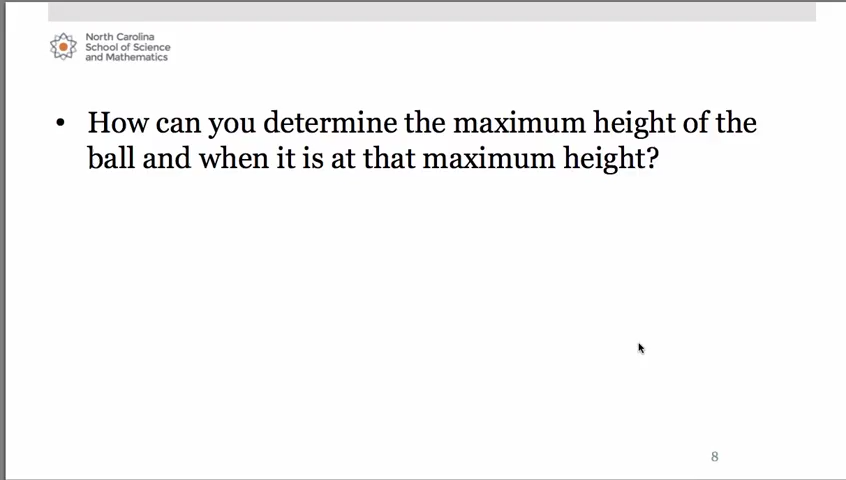 North Carolina
School of Science
and Mathematics
• How can you determine the maximum height of the
ball and when it is at that maximum height?
8